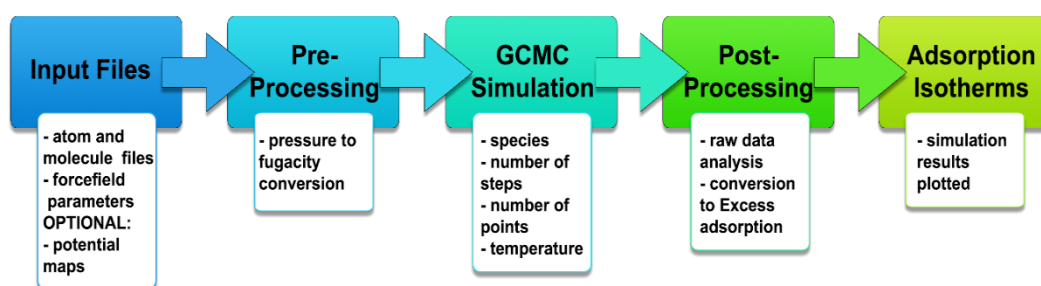 Input Files
- atom and
molecule files
- forcefield
parameters
OPTIONAL:
- potential
maps
Pre-
Processing
- pressure to
fugacity
conversion
GCMC
Simulation
- species
- number of
steps
- number of
points
- temperature
Post-
Processing
- raw data
analysis
- conversion
to Excess
adsorption
Adsorption
Isotherms
- simulation
results
plotted